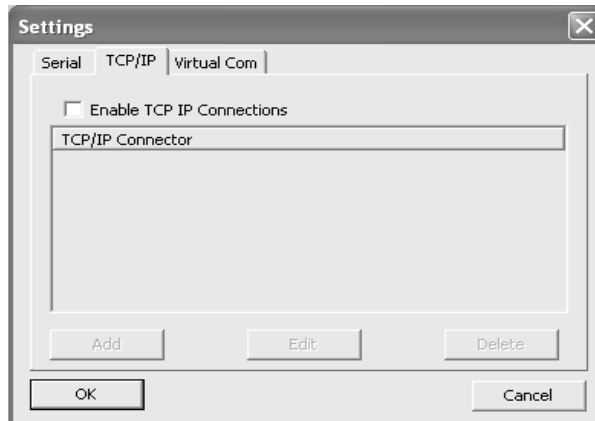 Settings
Serial TCP/IP Virtual Com
Enable TCP IP Connections
TCP/IP Connector
Add Edit Delete
OK Cancel